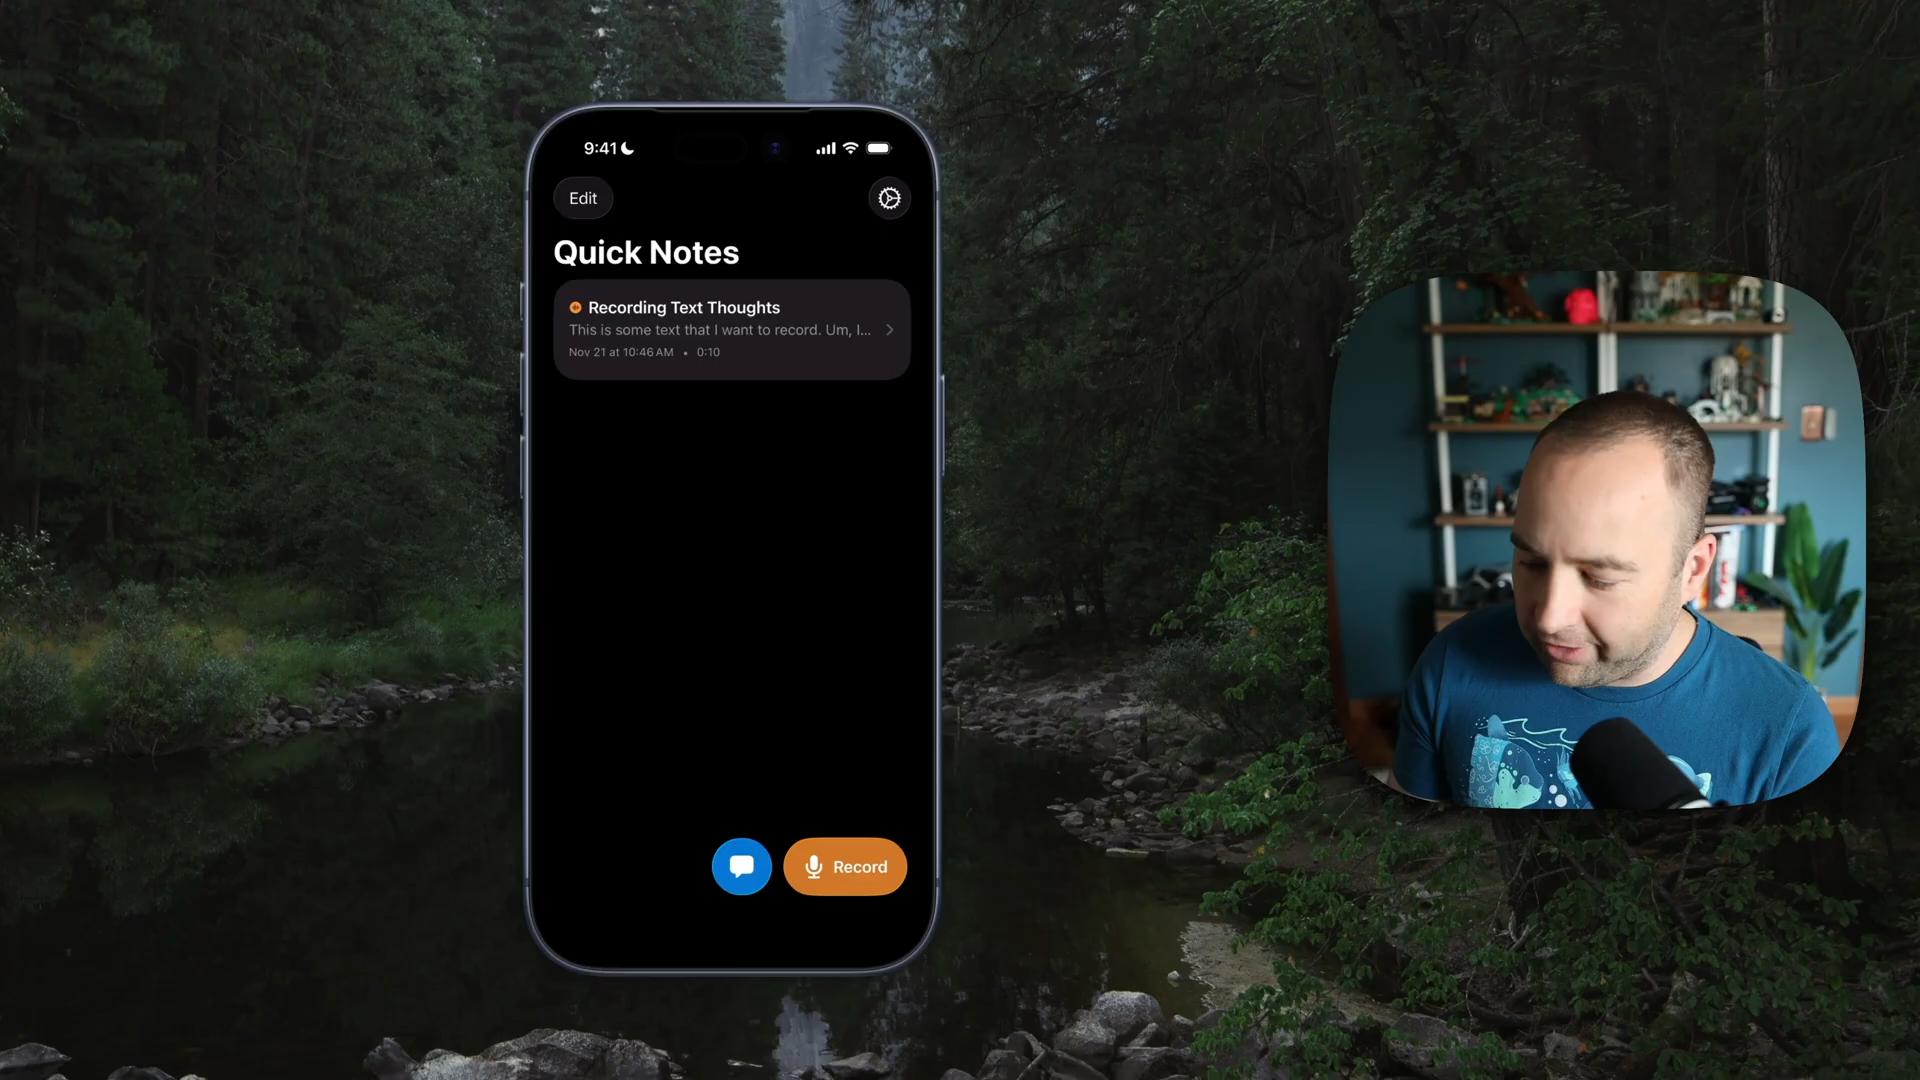 9:41
Edit
Quick Notes
Recording Text Thoughts
This is some text that I want to record. Um, I...
Nov 21 at 10:46 AM • 0:10
Record